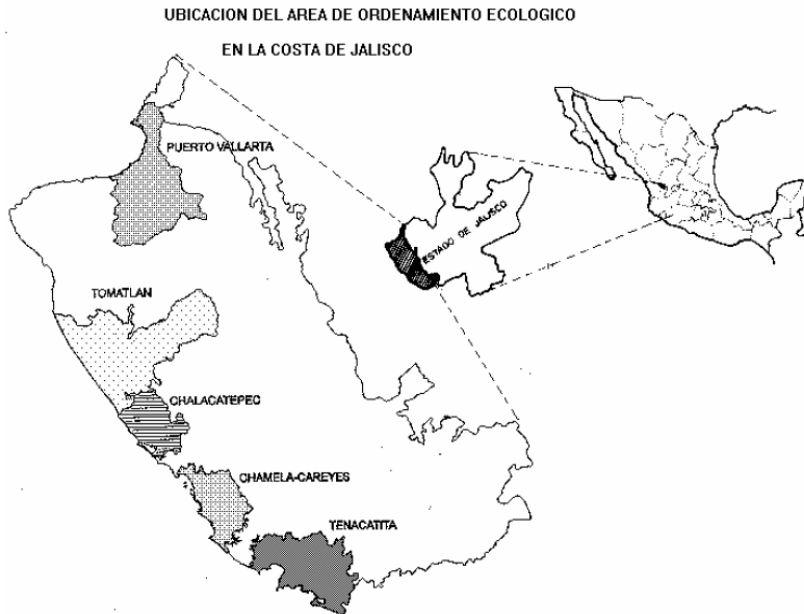 UBICACION DEL AREA DE ORDENAMIENTO ECOLOGICO
EN LA COSTA DE JALISCO
PUERTO VALLARTA
ESTADO DE JALISCO
TOMATLAN
CHALACATEPEC
CHAMELA-CAREYES
TENACATITA